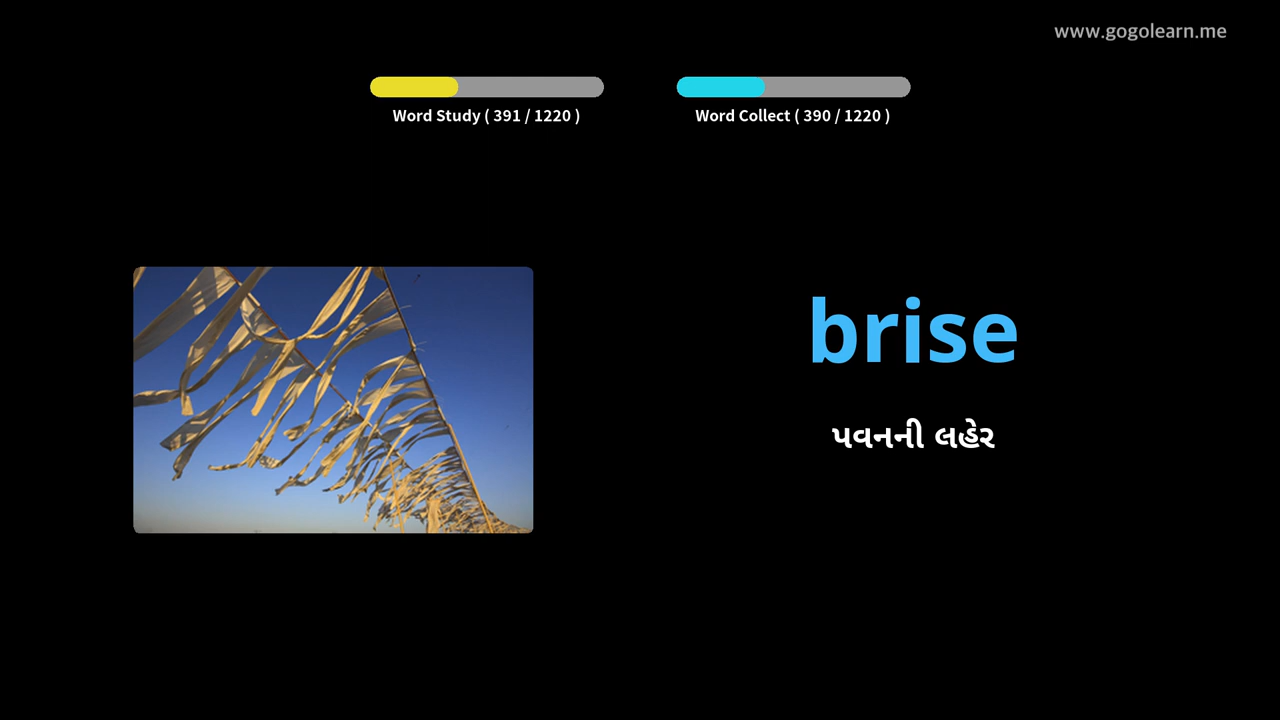 www.gogolearn.me
Word Study ( 391 / 1220 )
Word Collect ( 390 / 1220 )
brise
પવનની લહેર